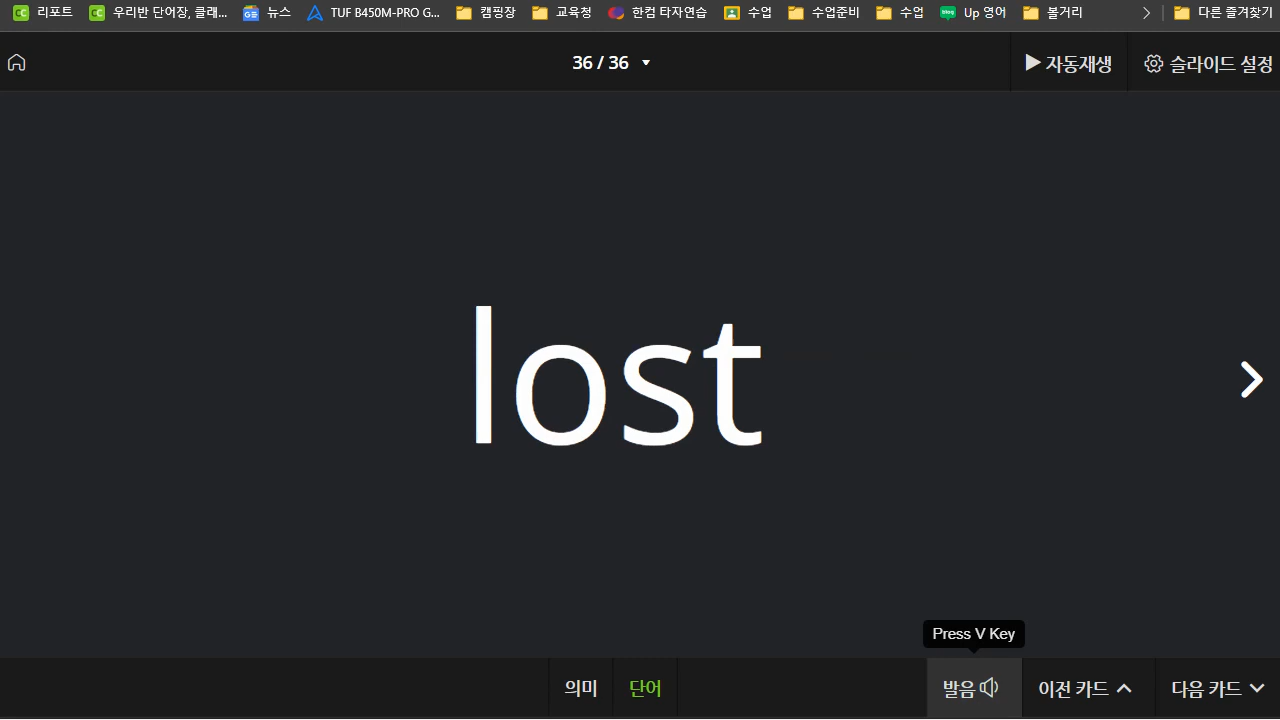 리포트 우리반 단어장, 클래... 뉴스 TUF B450M-PRO G... 캠핑장 교육청 한컴 타자연습 수업 수업준비 수업 Up 영어 볼거리 다른 즐겨찾기
36 / 36 자동재생 슬라이드 설정
lost
Press V Key
의미 단어 발음 이전 카드 다음 카드